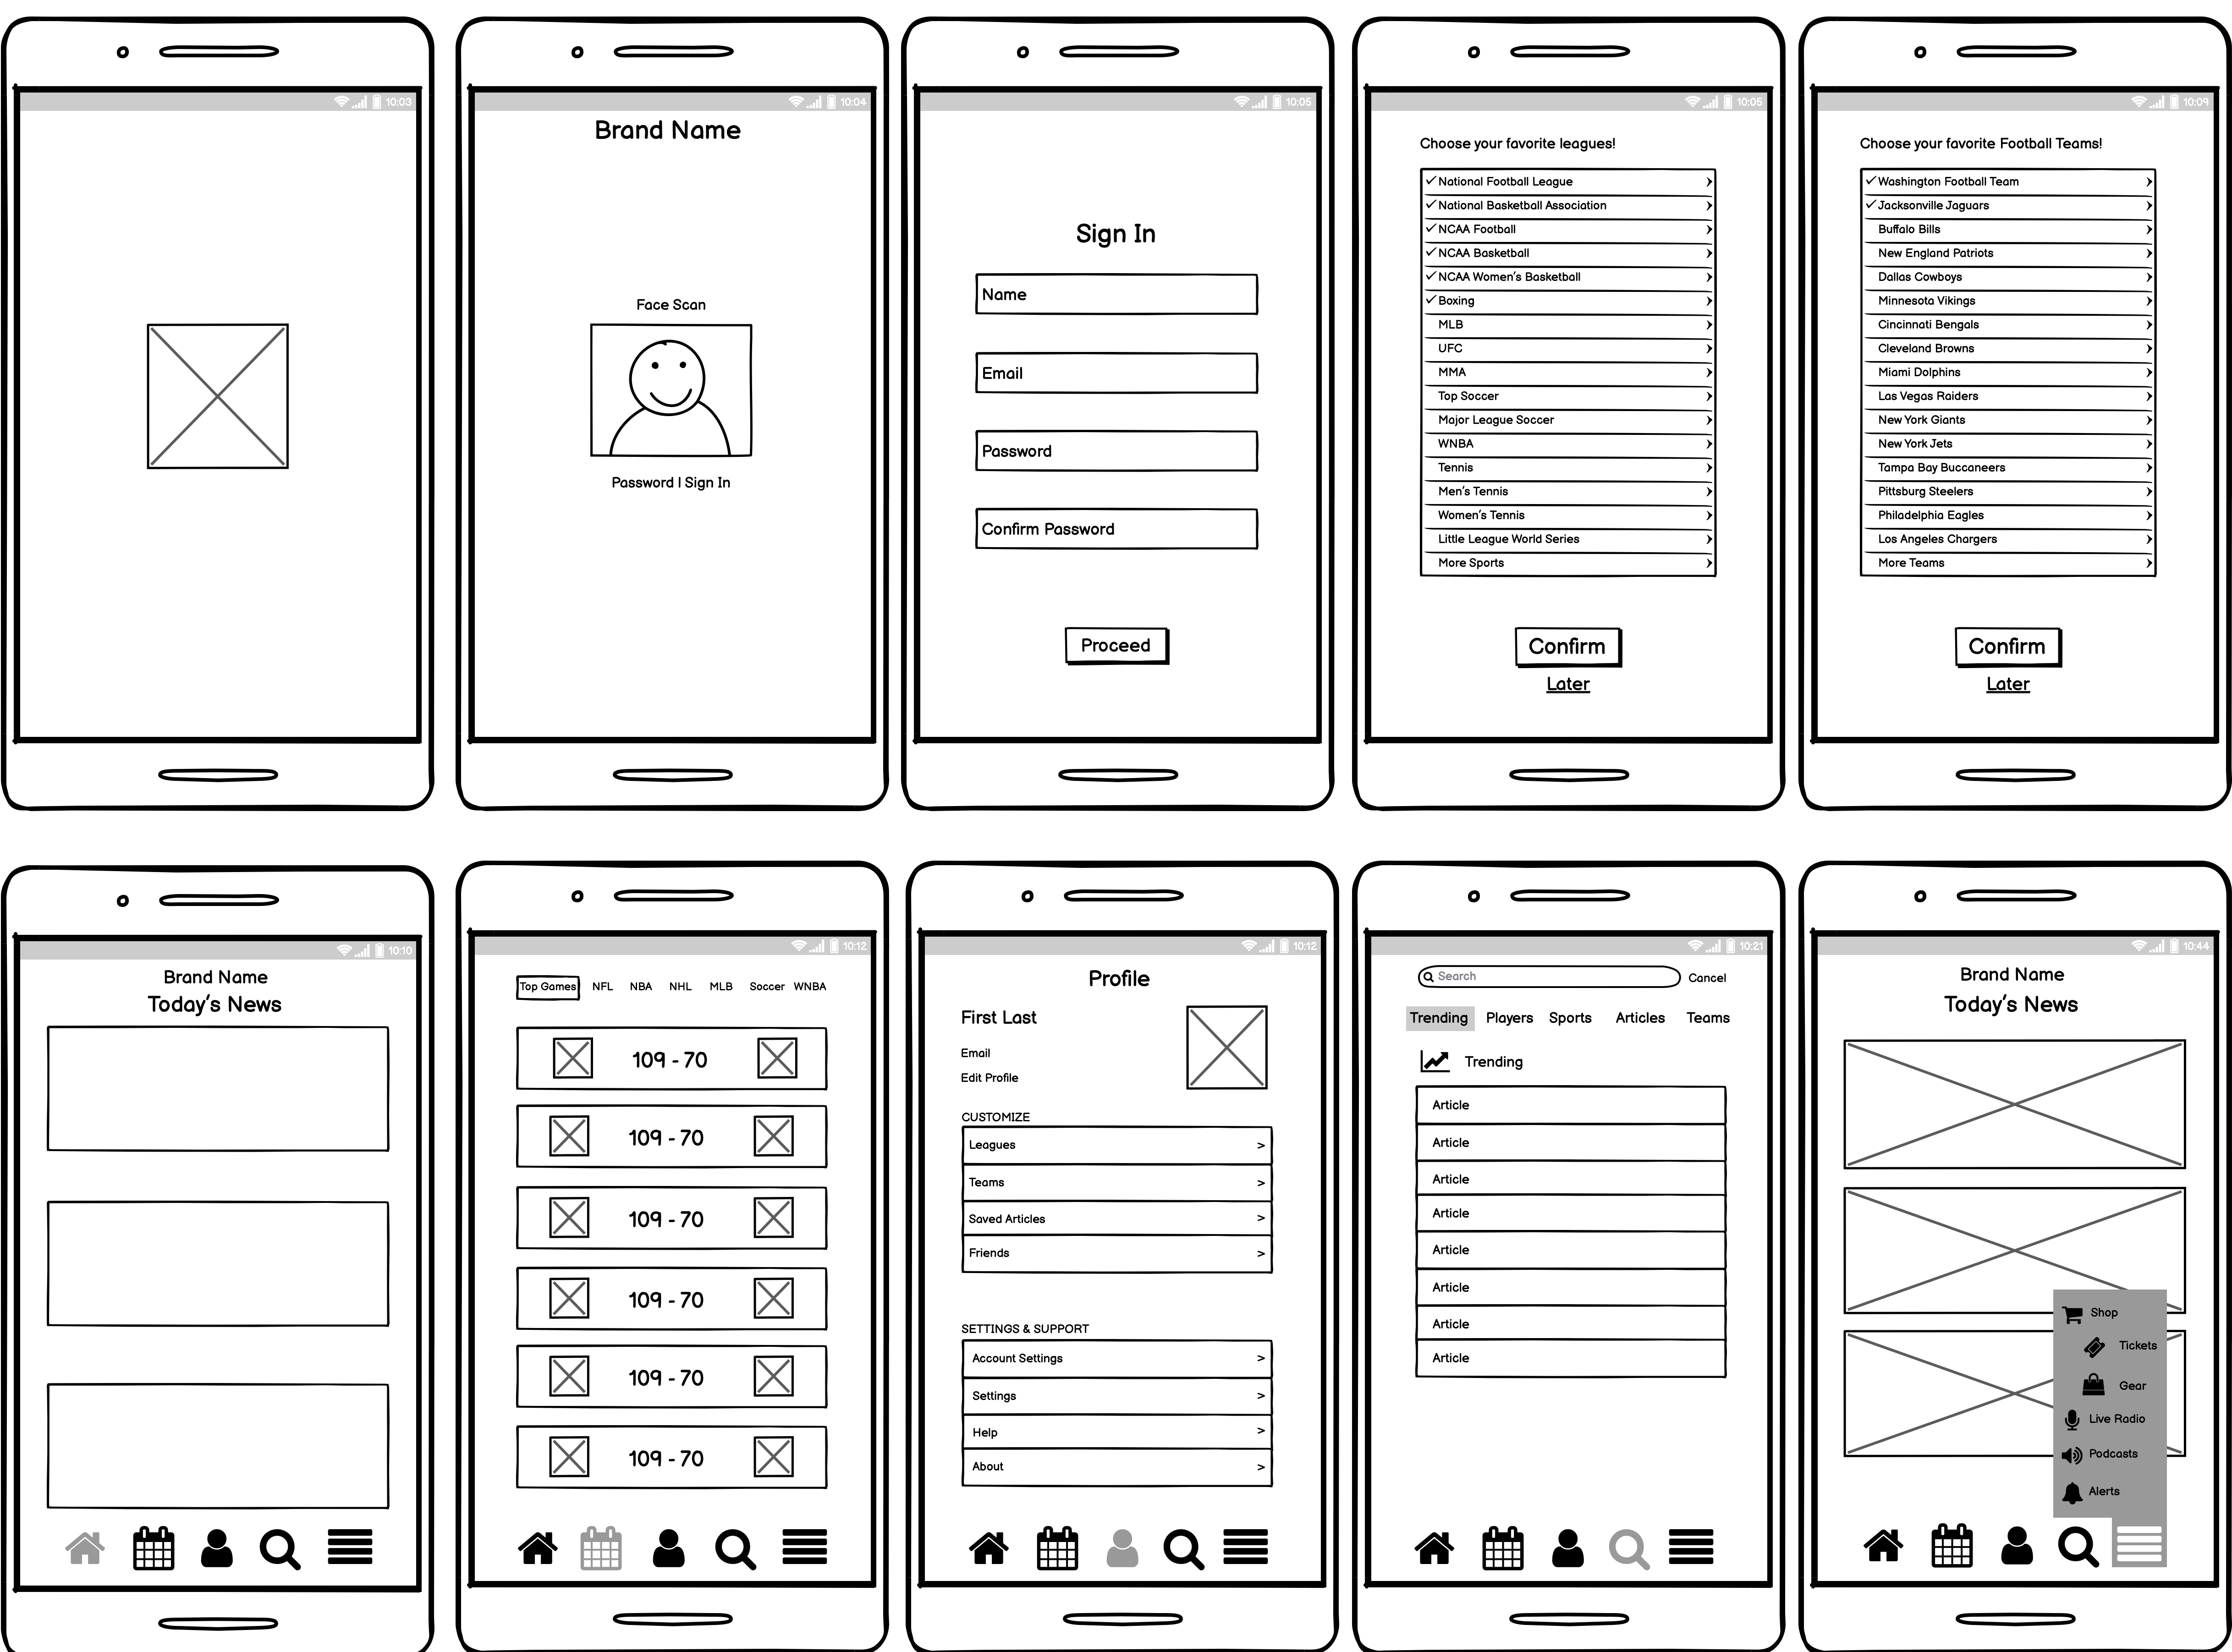 10:03
10:04
Brand Name
Face Scan
Password | Sign In
10:05
Sign In
Name
Email
Password
Confirm Password
Proceed
10:05
Choose your favorite leagues!
✓ National Football League
✓ National Basketball Association
✓ NCAA Football
✓ NCAA Basketball
✓ NCAA Women's Basketball
✓ Boxing
MLB
UFC
MMA
Top Soccer
Major League Soccer
WNBA
Tennis
Men's Tennis
Women's Tennis
Little League World Series
More Sports
Confirm
Later
10:09
Choose your favorite Football Teams!
✓ Washington Football Team
✓ Jacksonville Jaguars
Buffalo Bills
New England Patriots
Dallas Cowboys
Minnesota Vikings
Cincinnati Bengals
Cleveland Browns
Miami Dolphins
Las Vegas Raiders
New York Giants
New York Jets
Tampa Bay Buccaneers
Pittsburg Steelers
Philadelphia Eagles
Los Angeles Chargers
More Teams
Confirm
Later
10:10
Brand Name
Today's News
10:12
Top Games NFL NBA NHL MLB Soccer WNBA
109 - 70
109 - 70
109 - 70
109 - 70
109 - 70
109 - 70
10:12
Profile
First Last
Email
Edit Profile
CUSTOMIZE
Leagues >
Teams >
Saved Articles >
Friends >
SETTINGS & SUPPORT
Account Settings >
Settings >
Help >
About >
10:21
Search Cancel
Trending Players Sports Articles Teams
Trending
Article
Article
Article
Article
Article
Article
Article
Article
10:44
Brand Name
Today's News
Shop
Tickets
Gear
Live Radio
Podcasts
Alerts